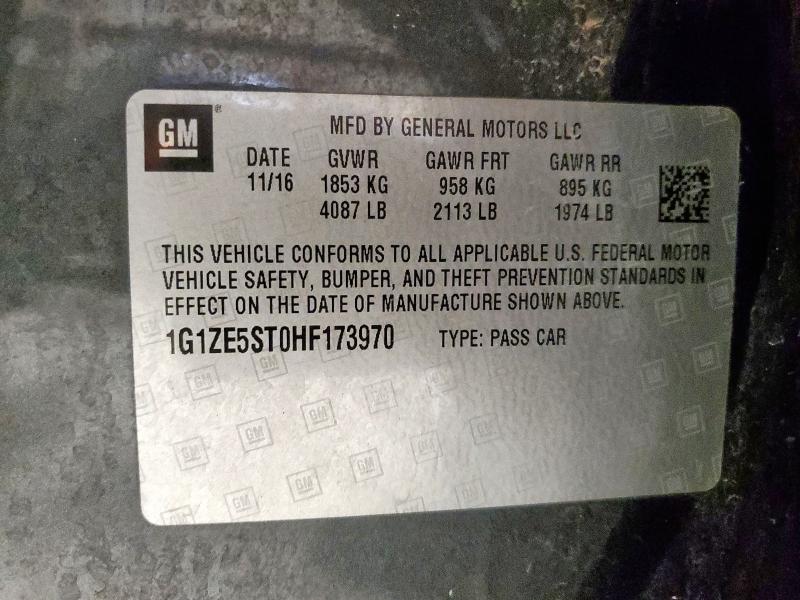 GM
MFD BY GENERAL MOTORS LLC
DATE GVWR GAWR FRT GAWR RR
11/16 1853 KG 958 KG 895 KG
4087 LB 2113 LB 1974 LB
THIS VEHICLE CONFORMS TO ALL APPLICABLE U.S. FEDERAL MOTOR
VEHICLE SAFETY, BUMPER, AND THEFT PREVENTION STANDARDS IN
EFFECT ON THE DATE OF MANUFACTURE SHOWN ABOVE.
1G1ZE5ST0HF173970 TYPE: PASS CAR